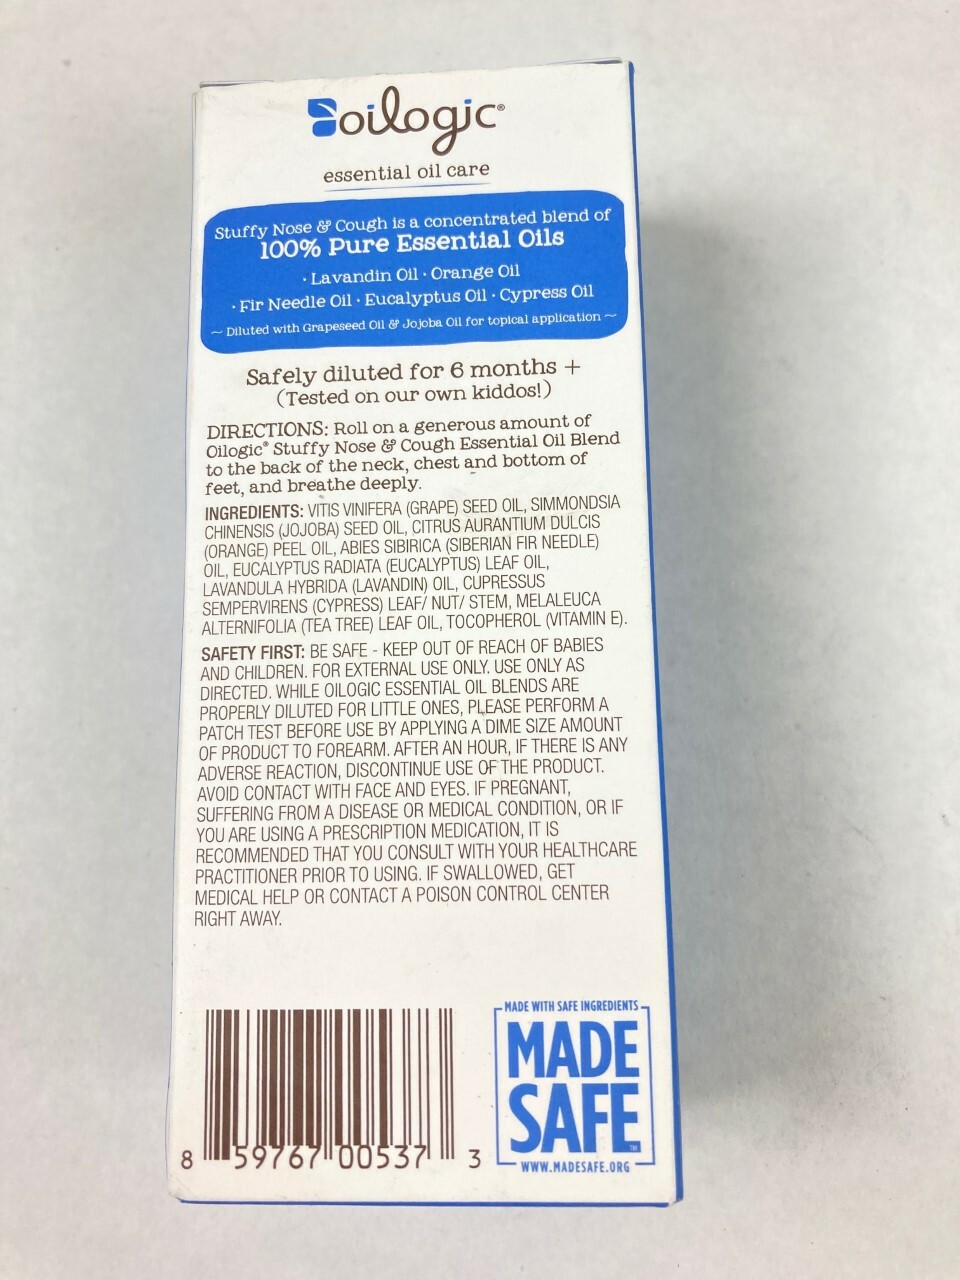 oilogic®
essential oil care
Stuffy Nose & Cough is a concentrated blend of
100% Pure Essential Oils
· Lavandin Oil · Orange Oil
· Fir Needle Oil · Eucalyptus Oil · Cypress Oil
~ Diluted with Grapeseed Oil & Jojoba Oil for topical application ~
Safely diluted for 6 months +
(Tested on our own kiddos!)
DIRECTIONS: Roll on a generous amount of
Oilogic® Stuffy Nose & Cough Essential Oil Blend
to the back of the neck, chest and bottom of
feet, and breathe deeply.
INGREDIENTS: VITIS VINIFERA (GRAPE) SEED OIL, SIMMONDSIA
CHINENSIS (JOJOBA) SEED OIL, CITRUS AURANTIUM DULCIS
(ORANGE) PEEL OIL, ABIES SIBIRICA (SIBERIAN FIR NEEDLE)
OIL, EUCALYPTUS RADIATA (EUCALYPTUS) LEAF OIL,
LAVANDULA HYBRIDA (LAVANDIN) OIL, CUPRESSUS
SEMPERVIRENS (CYPRESS) LEAF/ NUT/ STEM, MELALEUCA
ALTERNIFOLIA (TEA TREE) LEAF OIL, TOCOPHEROL (VITAMIN E).
SAFETY FIRST: BE SAFE - KEEP OUT OF REACH OF BABIES
AND CHILDREN. FOR EXTERNAL USE ONLY. USE ONLY AS
DIRECTED. WHILE OILOGIC ESSENTIAL OIL BLENDS ARE
PROPERLY DILUTED FOR LITTLE ONES, PLEASE PERFORM A
PATCH TEST BEFORE USE BY APPLYING A DIME SIZE AMOUNT
OF PRODUCT TO FOREARM. AFTER AN HOUR, IF THERE IS ANY
ADVERSE REACTION, DISCONTINUE USE OF THE PRODUCT.
AVOID CONTACT WITH FACE AND EYES. IF PREGNANT,
SUFFERING FROM A DISEASE OR MEDICAL CONDITION, OR IF
YOU ARE USING A PRESCRIPTION MEDICATION, IT IS
RECOMMENDED THAT YOU CONSULT WITH YOUR HEALTHCARE
PRACTITIONER PRIOR TO USING. IF SWALLOWED, GET
MEDICAL HELP OR CONTACT A POISON CONTROL CENTER
RIGHT AWAY.
8 59767 00537 3
MADE WITH SAFE INGREDIENTS
MADE
SAFE™
WWW.MADESAFE.ORG